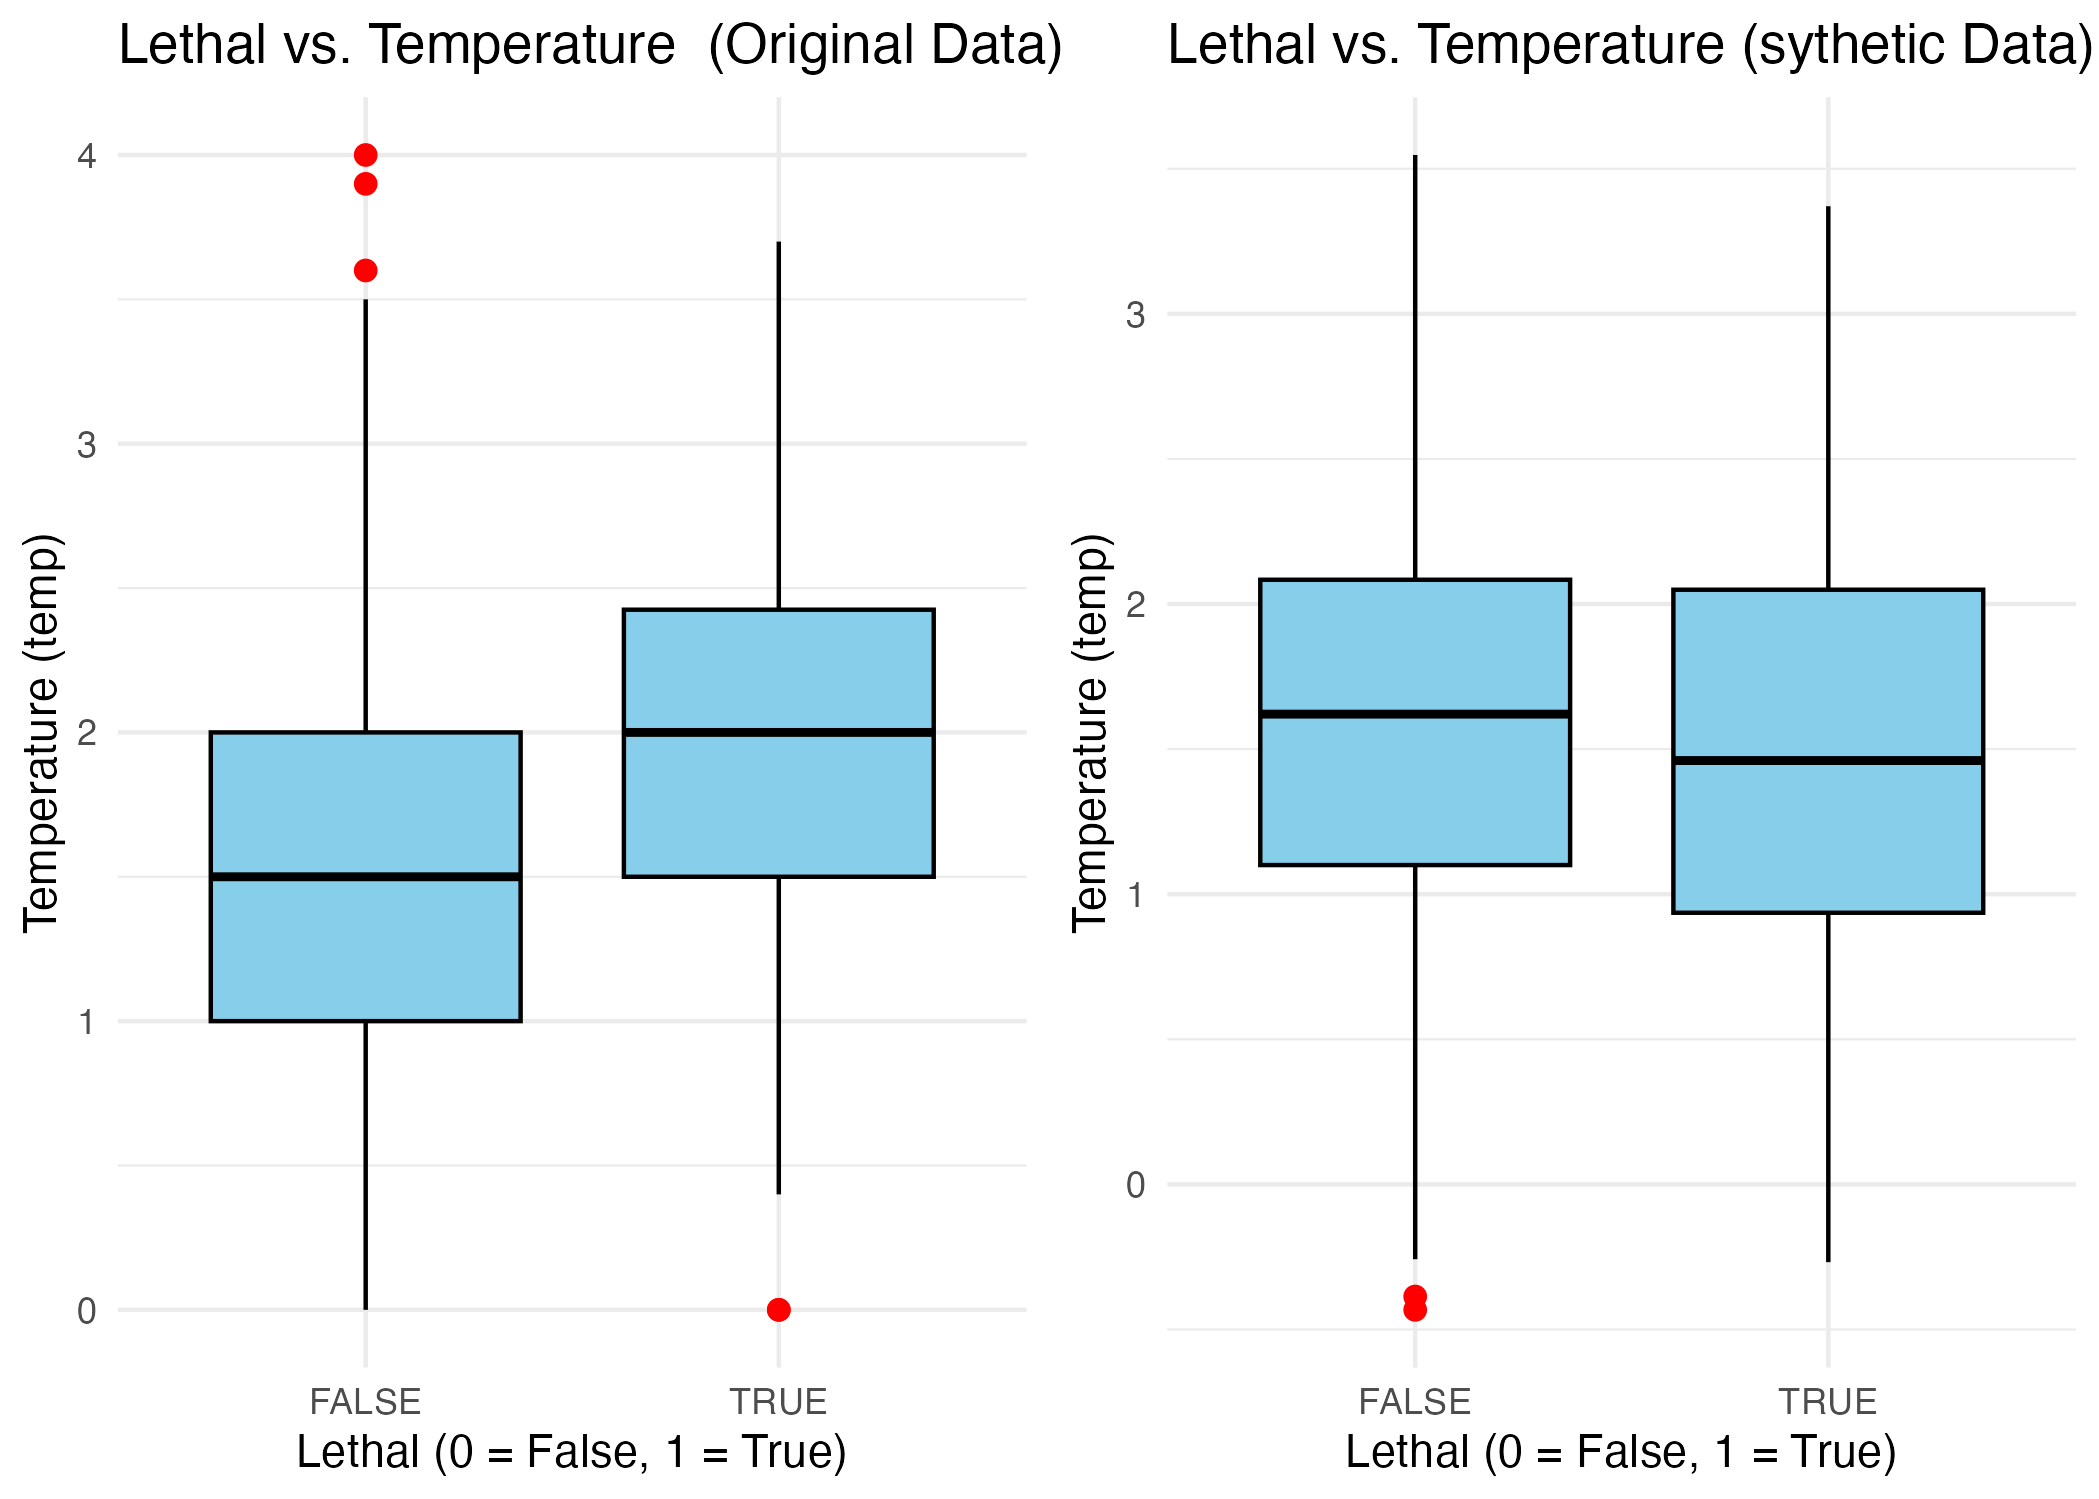 Lethal vs. Temperature  (Original Data)
4
3
2
1
0
Temperature (temp)
FALSE TRUE
Lethal (0 = False, 1 = True)
Lethal vs. Temperature (sythetic Data)
3
2
1
0
Temperature (temp)
FALSE TRUE
Lethal (0 = False, 1 = True)